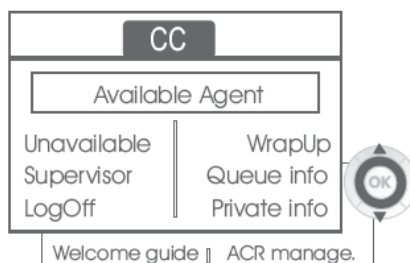 CC
Available Agent
Unavailable WrapUp
Supervisor Queue info
LogOff Private info
OK
Welcome guide ACR manage.